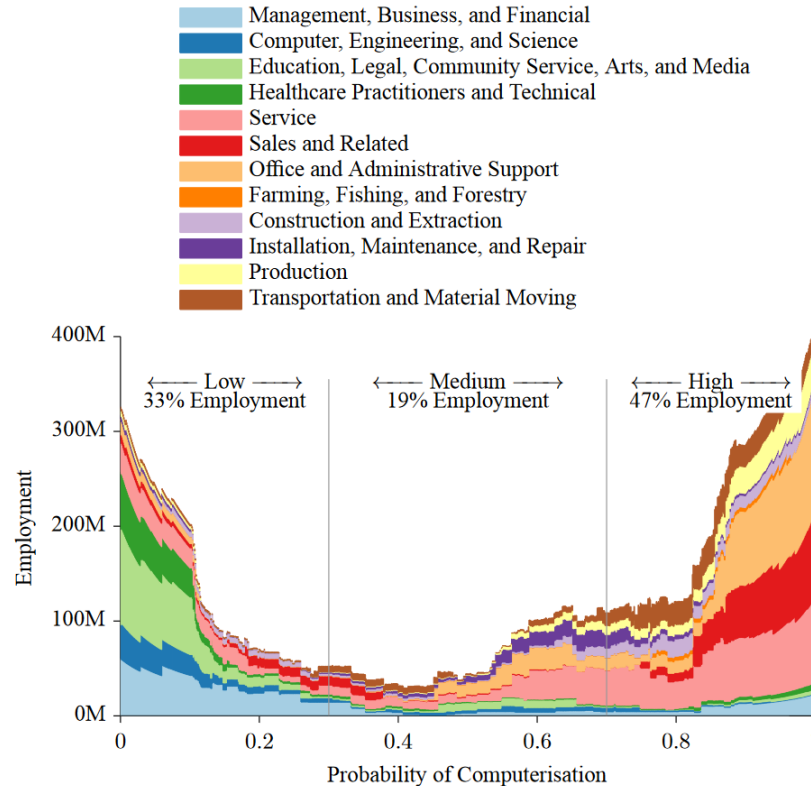 Management, Business, and Financial
Computer, Engineering, and Science
Education, Legal, Community Service, Arts, and Media
Healthcare Practitioners and Technical
Service
Sales and Related
Office and Administrative Support
Farming, Fishing, and Forestry
Construction and Extraction
Installation, Maintenance, and Repair
Production
Transportation and Material Moving
400M
300M
200M
100M
0M
Employment
Low
33% Employment
Medium
19% Employment
High
47% Employment
0
0.2
0.4
0.6
0.8
Probability of Computerisation